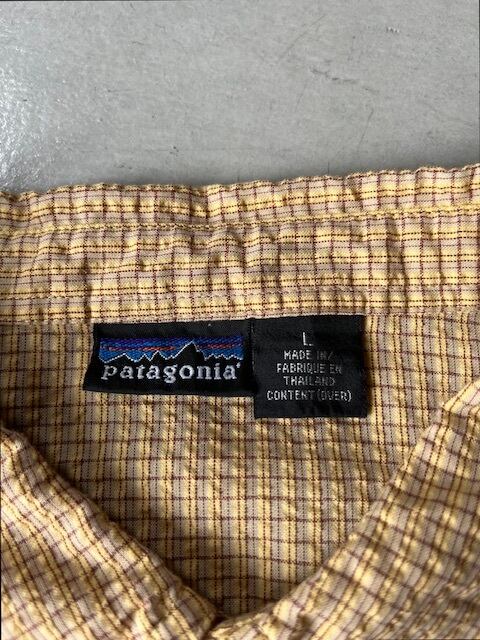 patagonia®
L
MADE IN/
FABRIQUE EN
THAILAND
CONTENT (OVER)